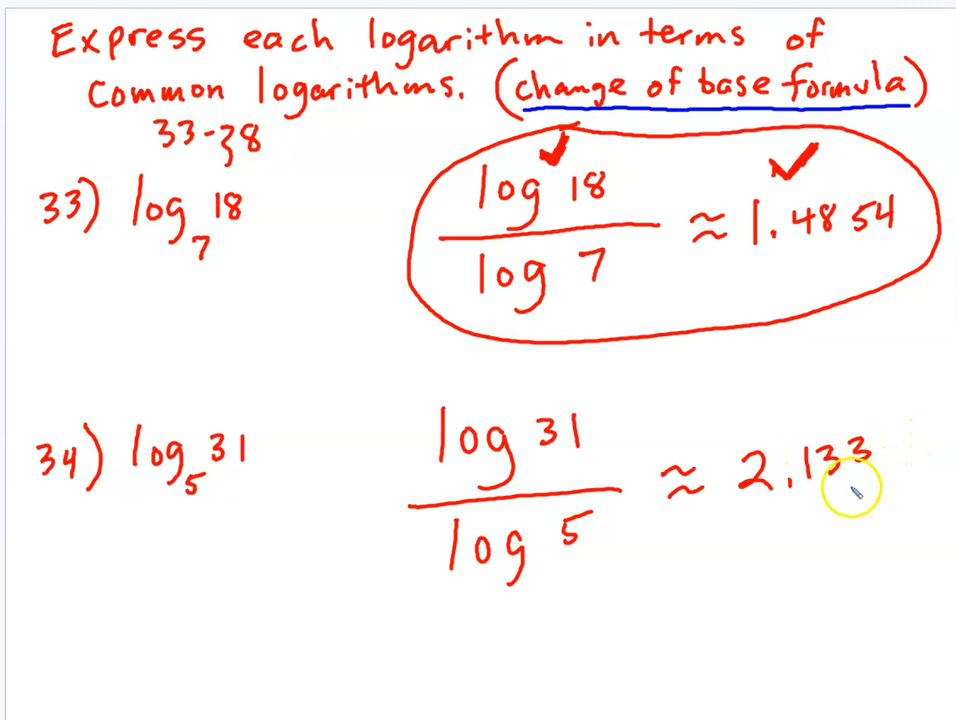 Express each logarithm in terms of
common logarithms. (change of base formula)
33-38
33) log₇ 18
log 18 / log 7 ≈ 1.4854
34) log₅ 31
log 31 / log 5 ≈ 2.133